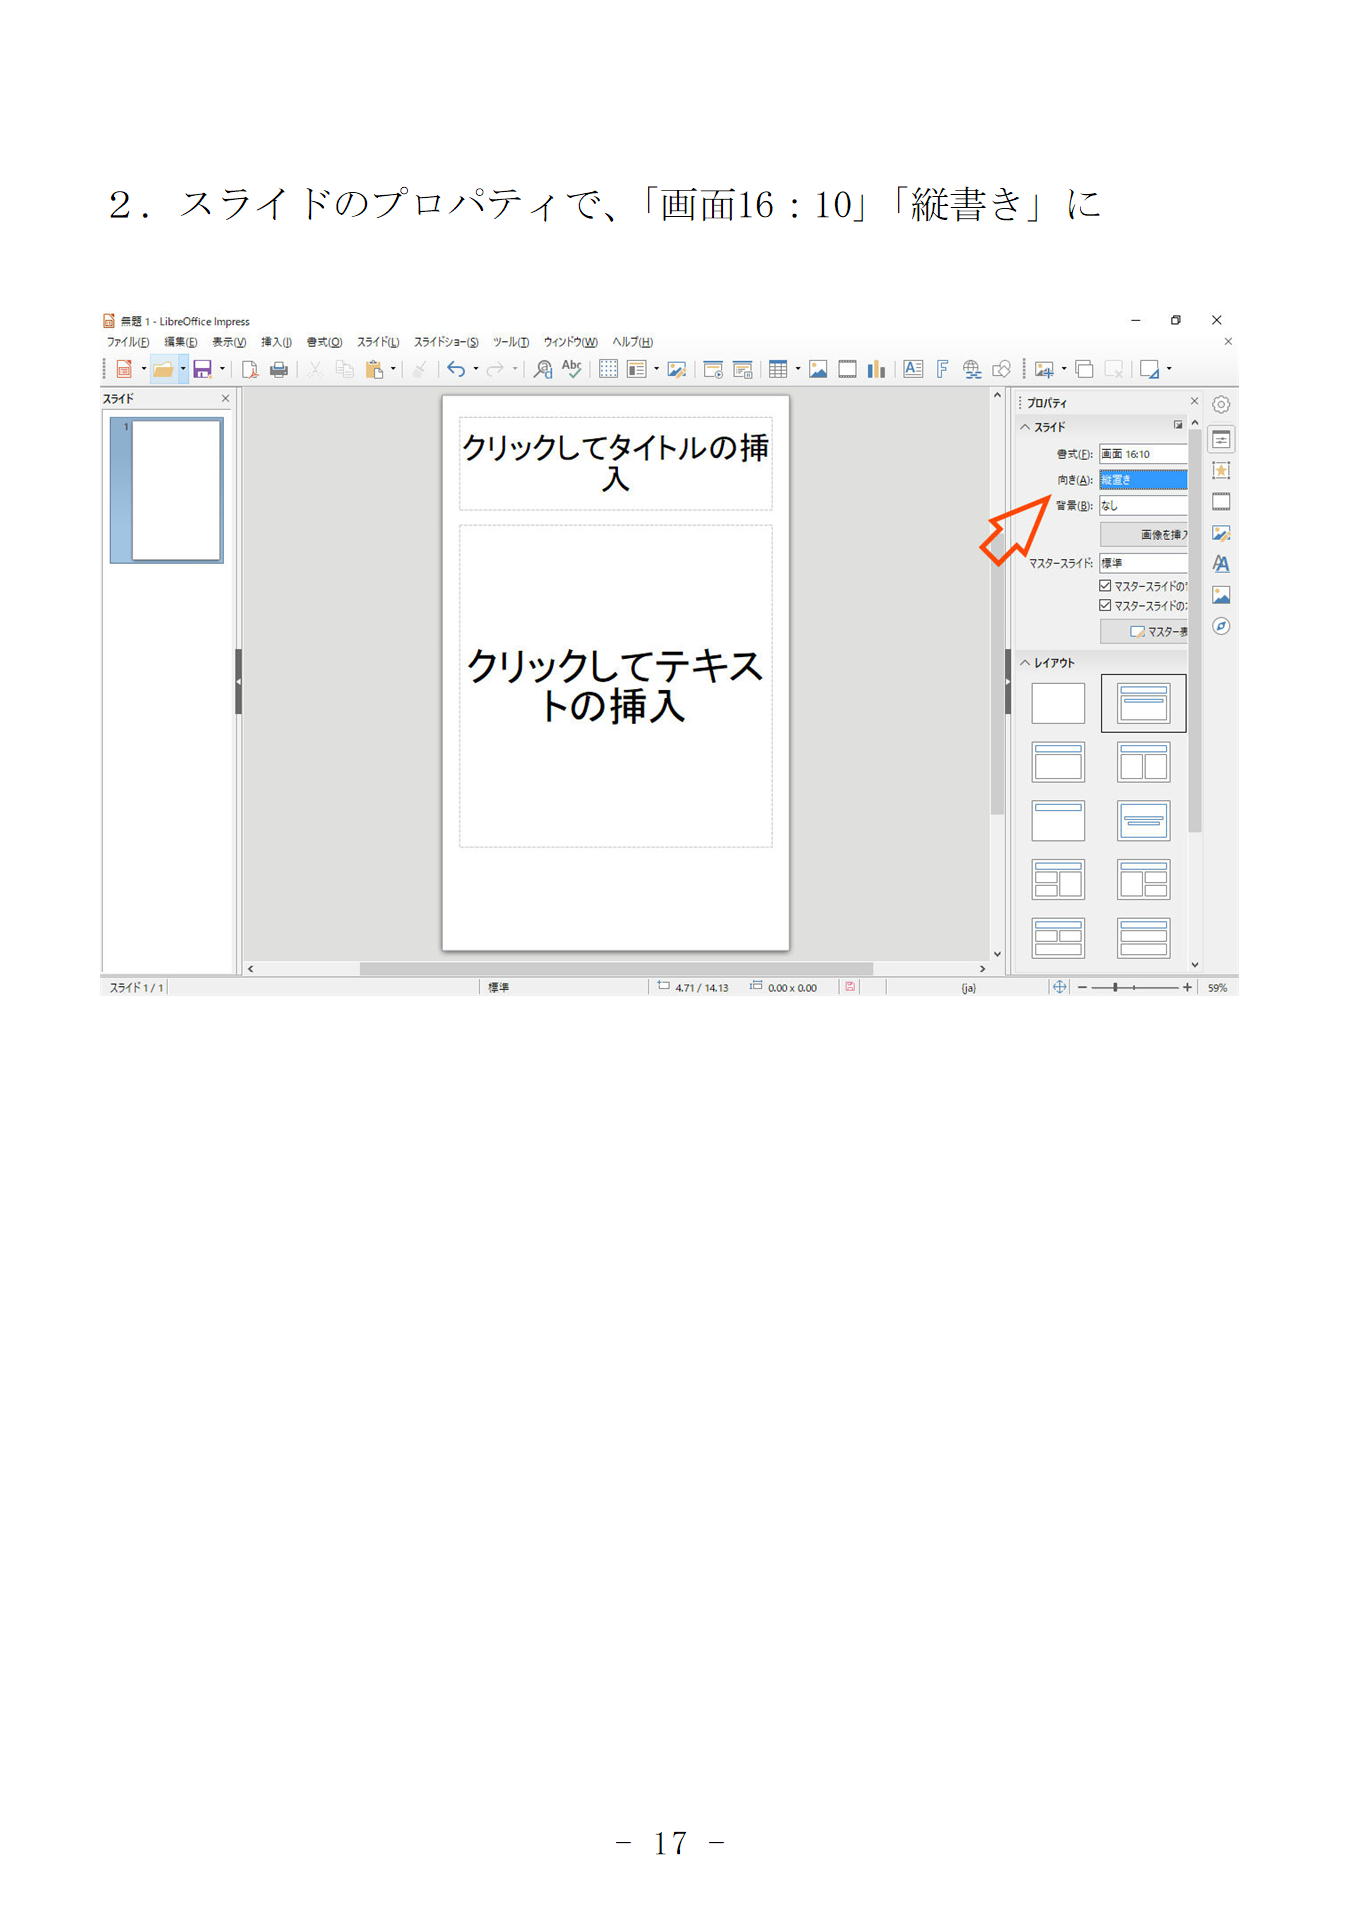 ２．スライドのプロパティで、「画面16：10」「縦書き」に
無題 1 - LibreOffice Impress
ファイル(F) 編集(E) 表示(V) 挿入(I) 書式(O) スライド(L) スライドショー(S) ツール(T) ウィンドウ(W) ヘルプ(H)
スライド
1
クリックしてタイトルの挿
入
クリックしてテキス
トの挿入
プロパティ
スライド
書式(F): 画面 16:10
向き(A): 縦置き
背景(B): なし
画像を挿入
マスタースライド: 標準
マスタースライドの
マスタースライドの
マスター表
レイアウト
スライド 1 / 1
標準
4.71 / 14.13
0.00 x 0.00
(ja)
59%
- 17 -